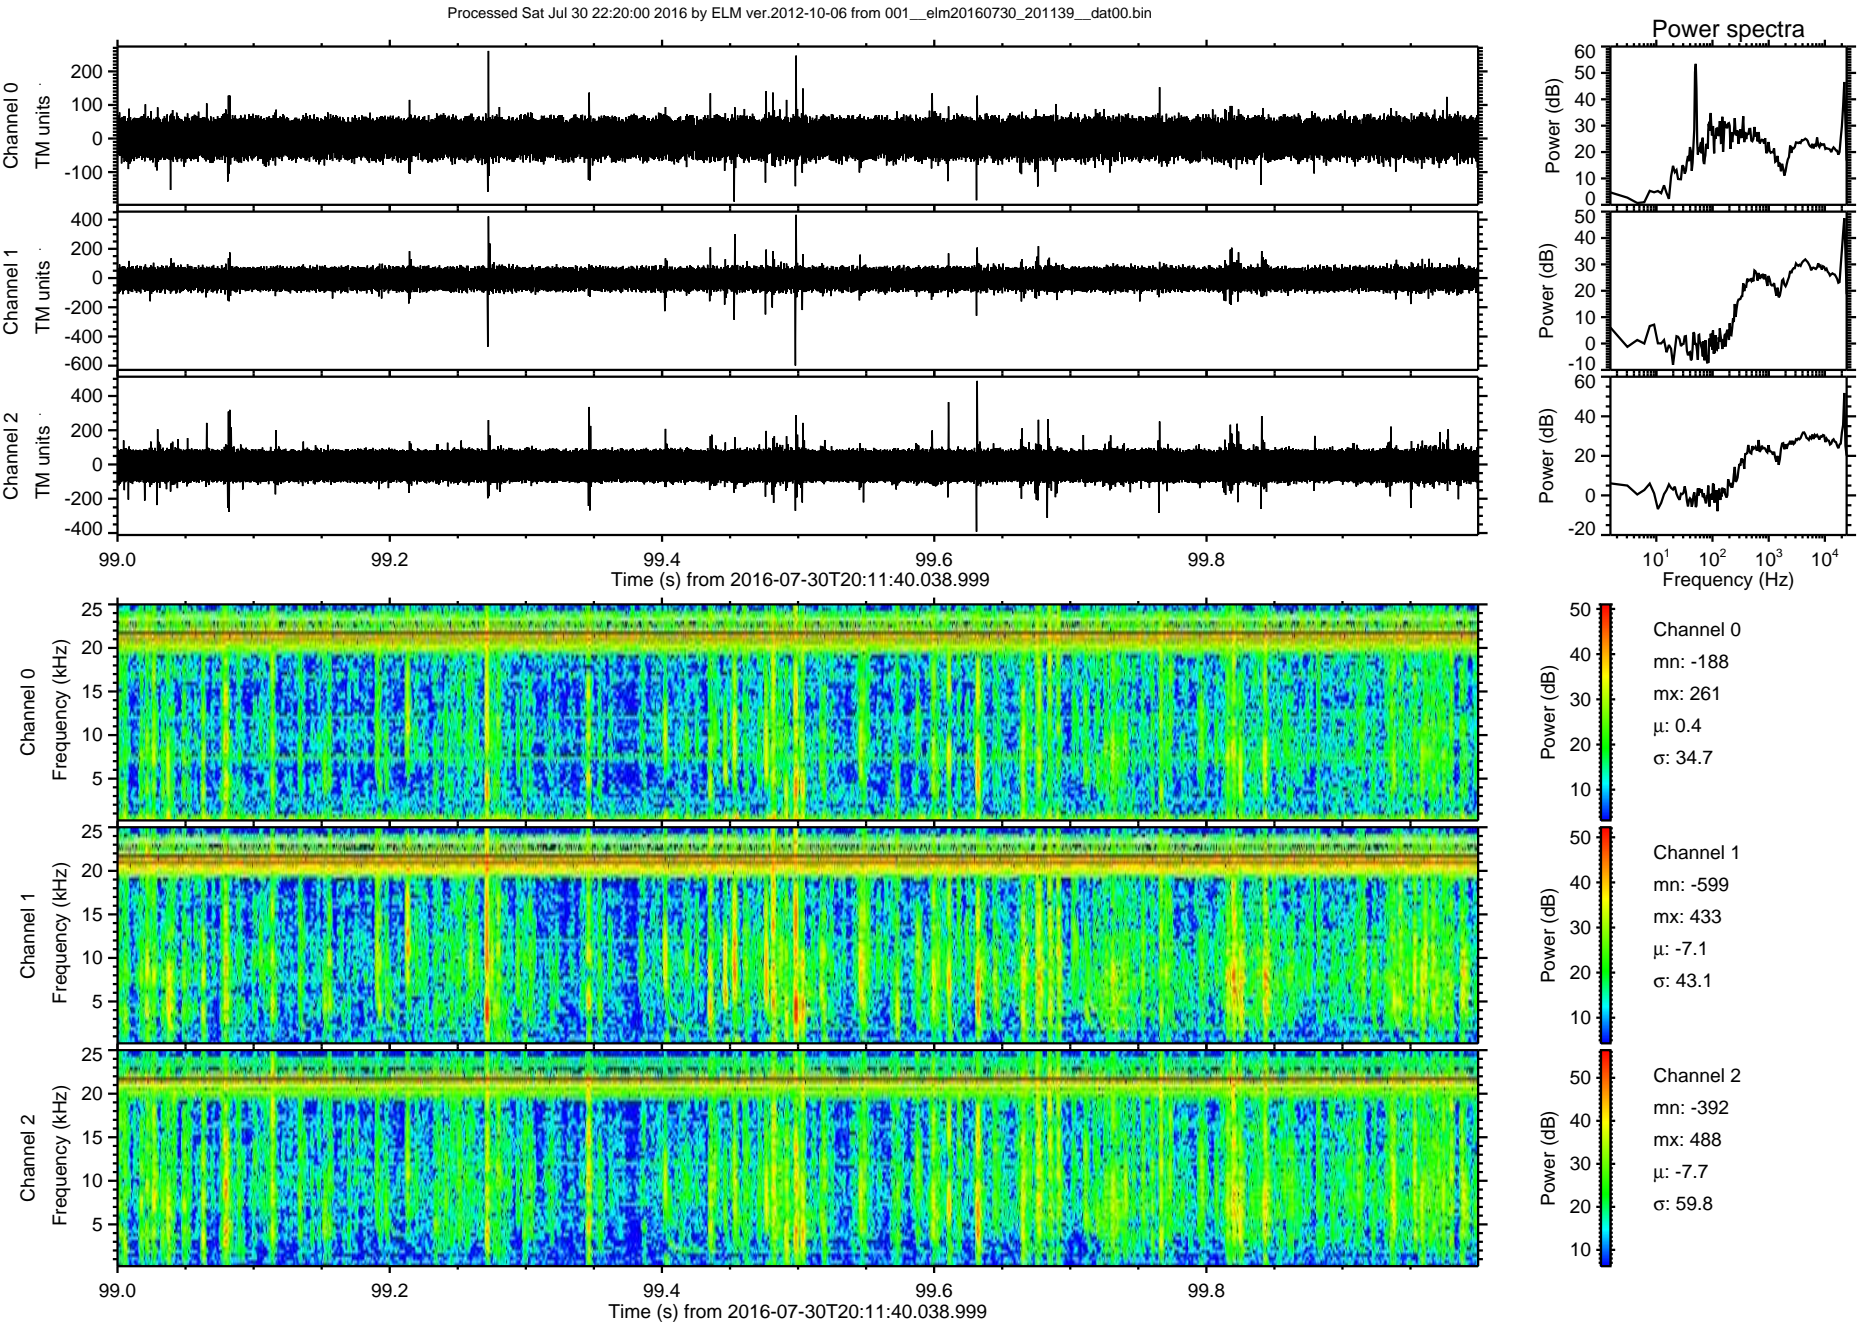 Processed Sat Jul 30 22:20:00 2016 by ELM ver.2012-10-06 from 001__elm20160730_201139__dat00.bin
Power spectra
Channel 0
TM units
200
100
0
-100
Power (dB)
60
50
40
30
20
10
0
Channel 1
TM units
400
200
0
-200
-400
-600
Power (dB)
50
40
30
20
10
0
-10
Channel 2
TM units
400
200
0
-200
-400
Power (dB)
60
40
20
0
-20
99.0 99.2 99.4 99.6 99.8
Time (s) from 2016-07-30T20:11:40.038.999
10¹ 10² 10³ 10⁴
Frequency (Hz)
Channel 0
Frequency (kHz)
25
20
15
10
5
Power (dB)
50
40
30
20
10
Channel 0
mn: -188
mx: 261
μ: 0.4
σ: 34.7
Channel 1
Frequency (kHz)
25
20
15
10
5
Power (dB)
50
40
30
20
10
Channel 1
mn: -599
mx: 433
μ: -7.1
σ: 43.1
Channel 2
Frequency (kHz)
25
20
15
10
5
Power (dB)
50
40
30
20
10
Channel 2
mn: -392
mx: 488
μ: -7.7
σ: 59.8
99.0 99.2 99.4 99.6 99.8
Time (s) from 2016-07-30T20:11:40.038.999